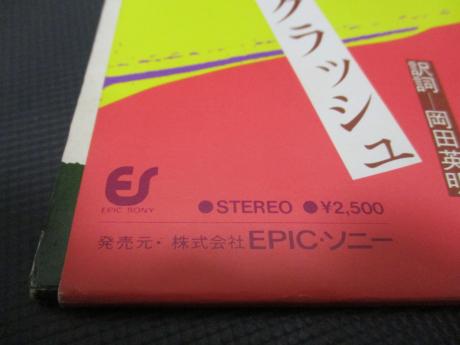 クラッシュ
訳詞―岡田英明
ES
EPIC SONY
●STEREO ●¥2,500
発売元・株式会社EPIC・ソニー